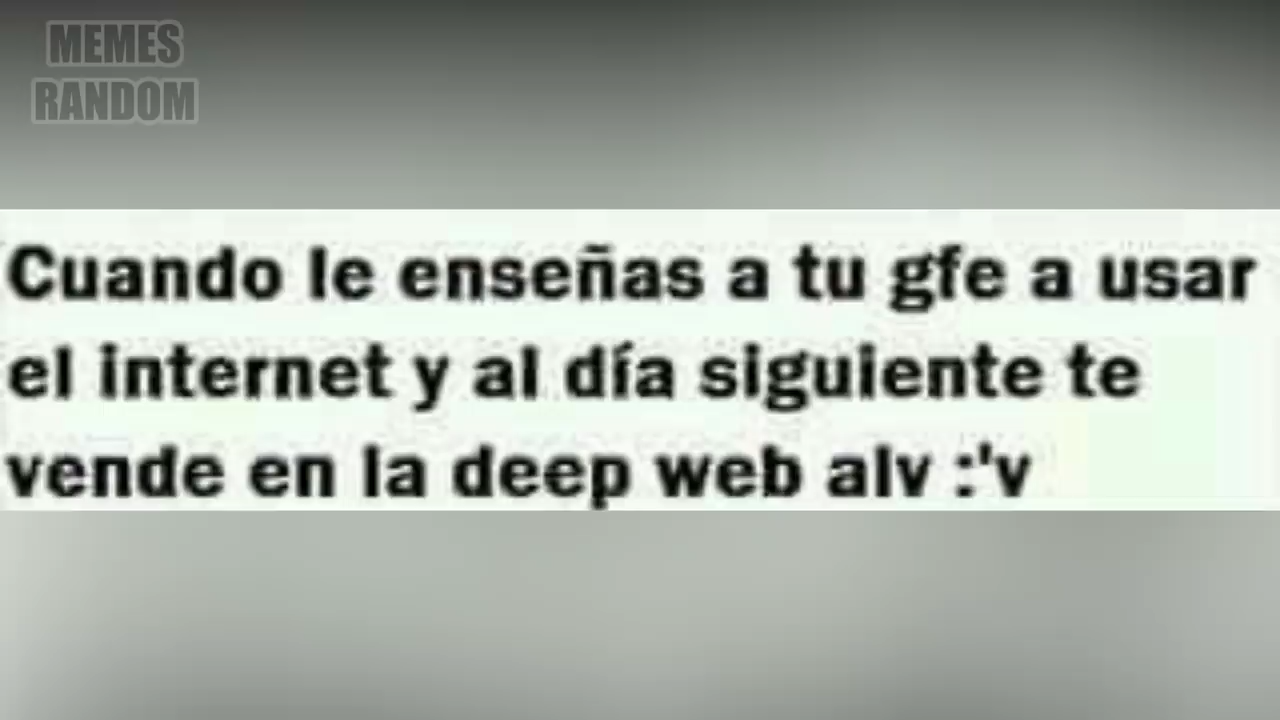 MEMES
RANDOM
Cuando le enseñas a tu gfe a usar
el internet y al día siguiente te
vende en la deep web alv :'v